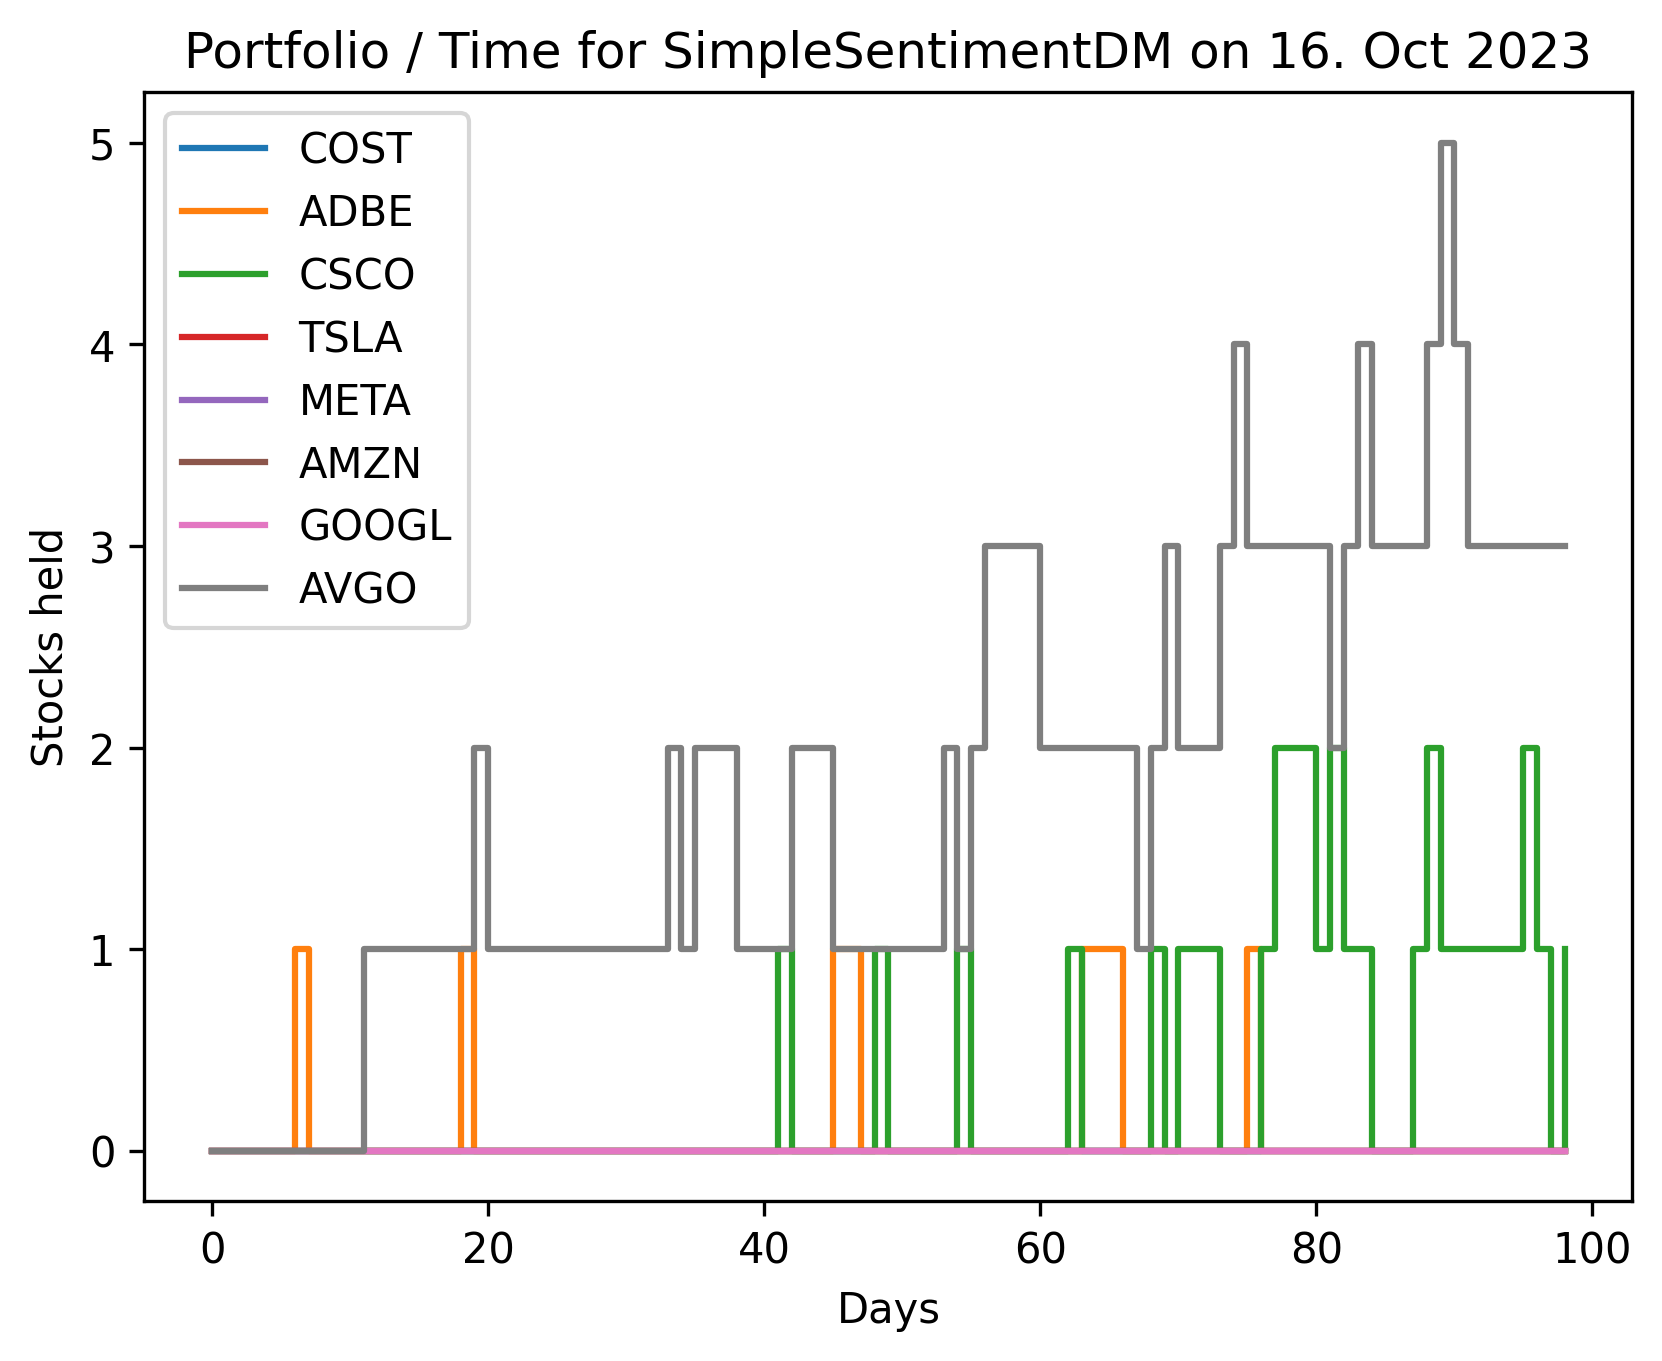 Portfolio / Time for SimpleSentimentDM on 16. Oct 2023
COST
ADBE
CSCO
TSLA
META
AMZN
GOOGL
AVGO
Stocks held
5
4
3
2
1
0
0 20 40 60 80 100
Days